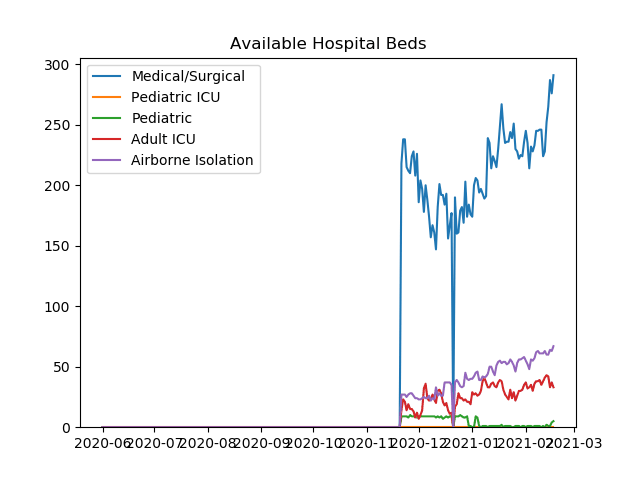 Available Hospital Beds
300
250
200
150
100
50
0
Medical/Surgical
Pediatric ICU
Pediatric
Adult ICU
Airborne Isolation
2020-06 2020-07 2020-08 2020-09 2020-10 2020-11 2020-12 2021-01 2021-02 2021-03